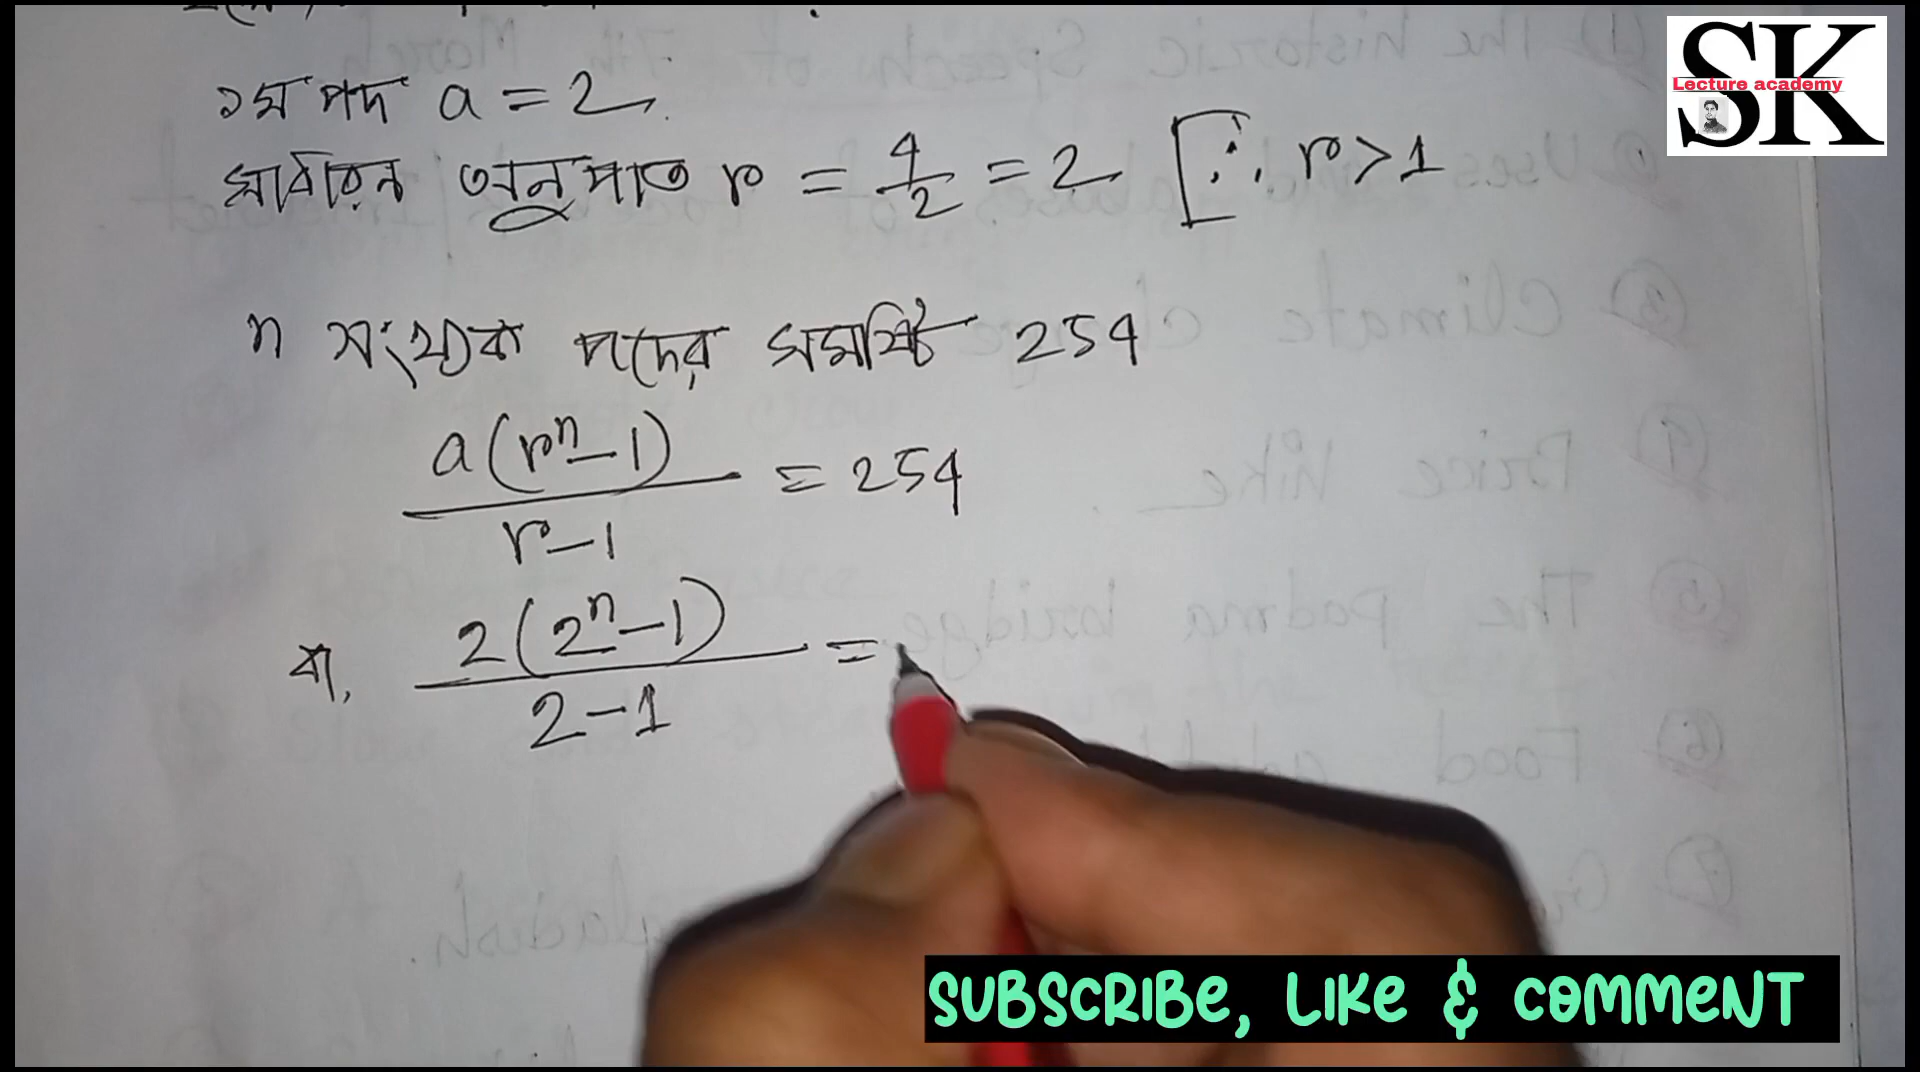 ১ম পদ a = 2
সাধারন অনুপাত r = 4/2 = 2 [∴ r > 1
n সংখ্যক পদের সমষ্টি 254
a(rⁿ-1)/r-1 = 254
বা, 2(2ⁿ-1)/2-1 =
SK
Lecture academy
SUBSCRIBE, LIKE & COMMENT